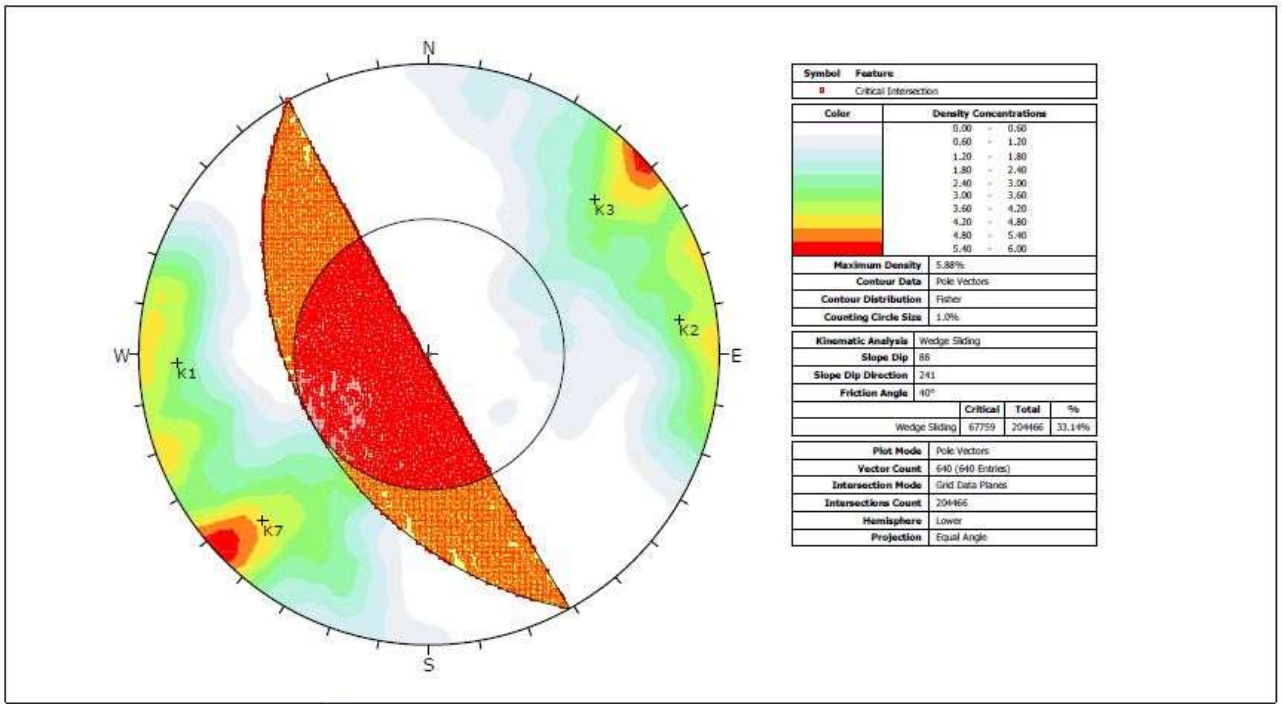 N
W
E
S
K1
K2
K3
K7
Symbol Feature
Critical Intersection
Color Density Concentrations
0.00 - 0.60
0.60 - 1.20
1.20 - 1.80
1.80 - 2.40
2.40 - 3.00
3.00 - 3.60
3.60 - 4.20
4.20 - 4.80
4.80 - 5.40
5.40 - 6.00
Maximum Density 5.88%
Contour Data Pole Vectors
Contour Distribution Fisher
Counting Circle Size 1.0%
Kinematic Analysis Wedge Sliding
Slope Dip 88
Slope Dip Direction 241
Friction Angle 40°
Critical Total %
Wedge Sliding 67759 204466 33.14%
Plot Mode Pole Vectors
Vector Count 640 (640 Entries)
Intersection Mode Grid Data Planes
Intersections Count 204466
Hemisphere Lower
Projection Equal Angle